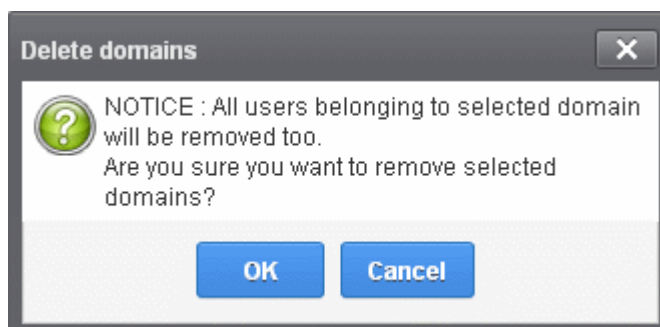 Delete domains
NOTICE : All users belonging to selected domain
will be removed too.
Are you sure you want to remove selected
domains?
OK
Cancel